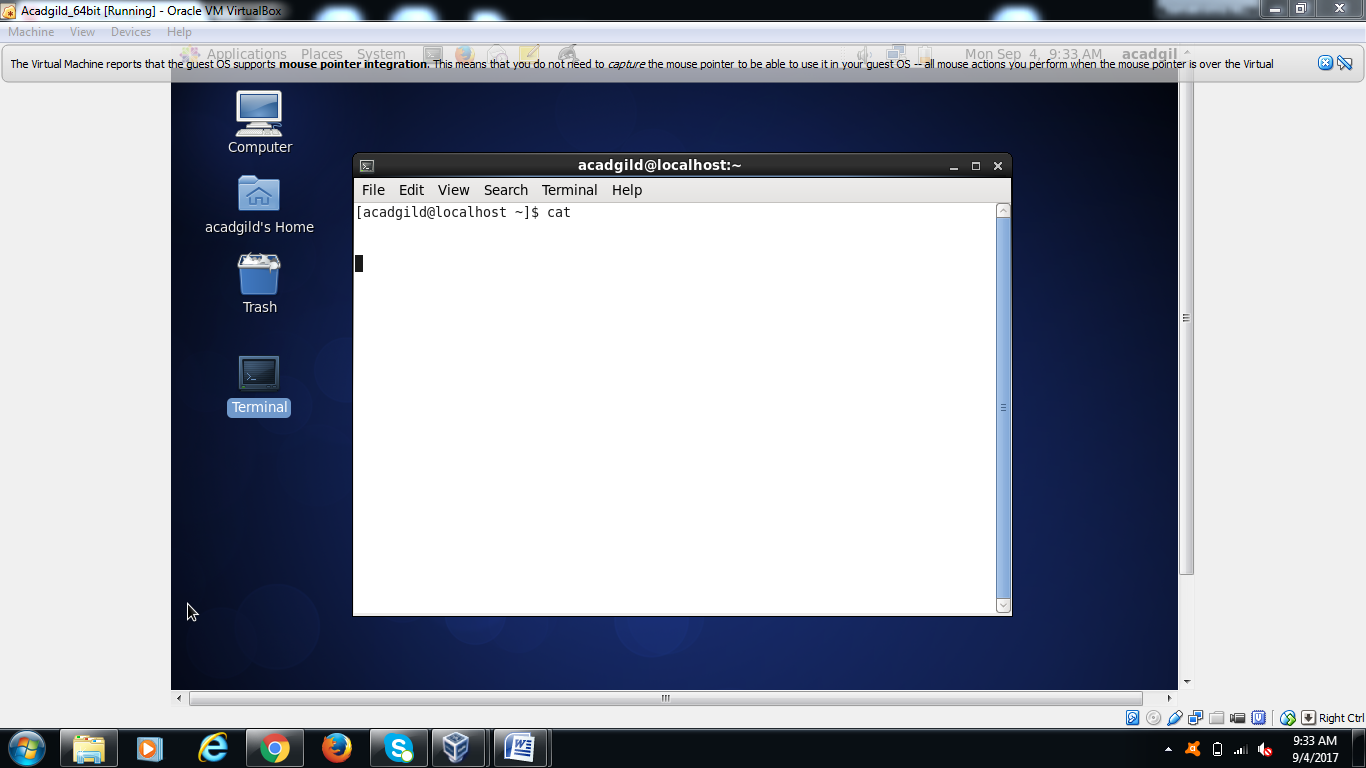 Acadgild_64bit [Running] - Oracle VM VirtualBox
Machine View Devices Help
Applications Places System Mon Sep 4, 9:33 AM acadgil
The Virtual Machine reports that the guest OS supports mouse pointer integration. This means that you do not need to capture the mouse pointer to be able to use it in your guest OS -- all mouse actions you perform when the mouse pointer is over the Virtual
Computer
acadgild's Home
Trash
Terminal
acadgild@localhost:~
File Edit View Search Terminal Help
[acadgild@localhost ~]$ cat
Right Ctrl
9:33 AM
9/4/2017